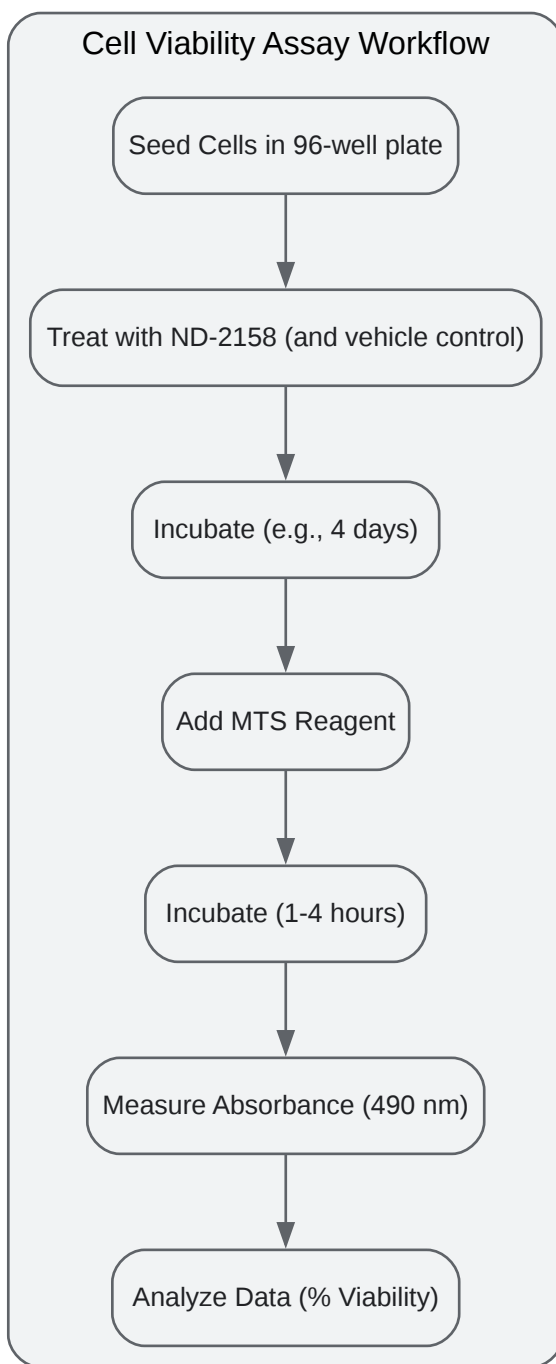 Cell Viability Assay Workflow
Seed Cells in 96-well plate
Treat with ND-2158 (and vehicle control)
Incubate (e.g., 4 days)
Add MTS Reagent
Incubate (1-4 hours)
Measure Absorbance (490 nm)
Analyze Data (% Viability)